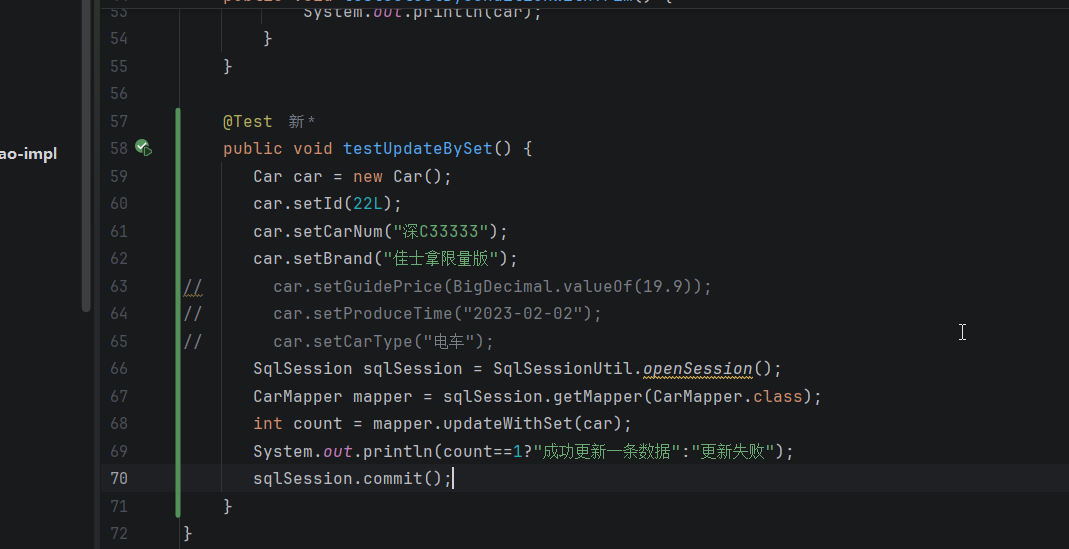 53 System.out.println(car);
54 }
55 }
56
57 @Test 新 *
ao-impl
58 public void testUpdateBySet() {
59 Car car = new Car();
60 car.setId(22L);
61 car.setCarNum("深C33333");
62 car.setBrand("佳士拿限量版");
63 // car.setGuidePrice(BigDecimal.valueOf(19.9));
64 // car.setProduceTime("2023-02-02");
65 // car.setCarType("电车");
66 SqlSession sqlSession = SqlSessionUtil.openSession();
67 CarMapper mapper = sqlSession.getMapper(CarMapper.class);
68 int count = mapper.updateWithSet(car);
69 System.out.println(count==1?"成功更新一条数据":"更新失败");
70 sqlSession.commit();
71 }
72 }